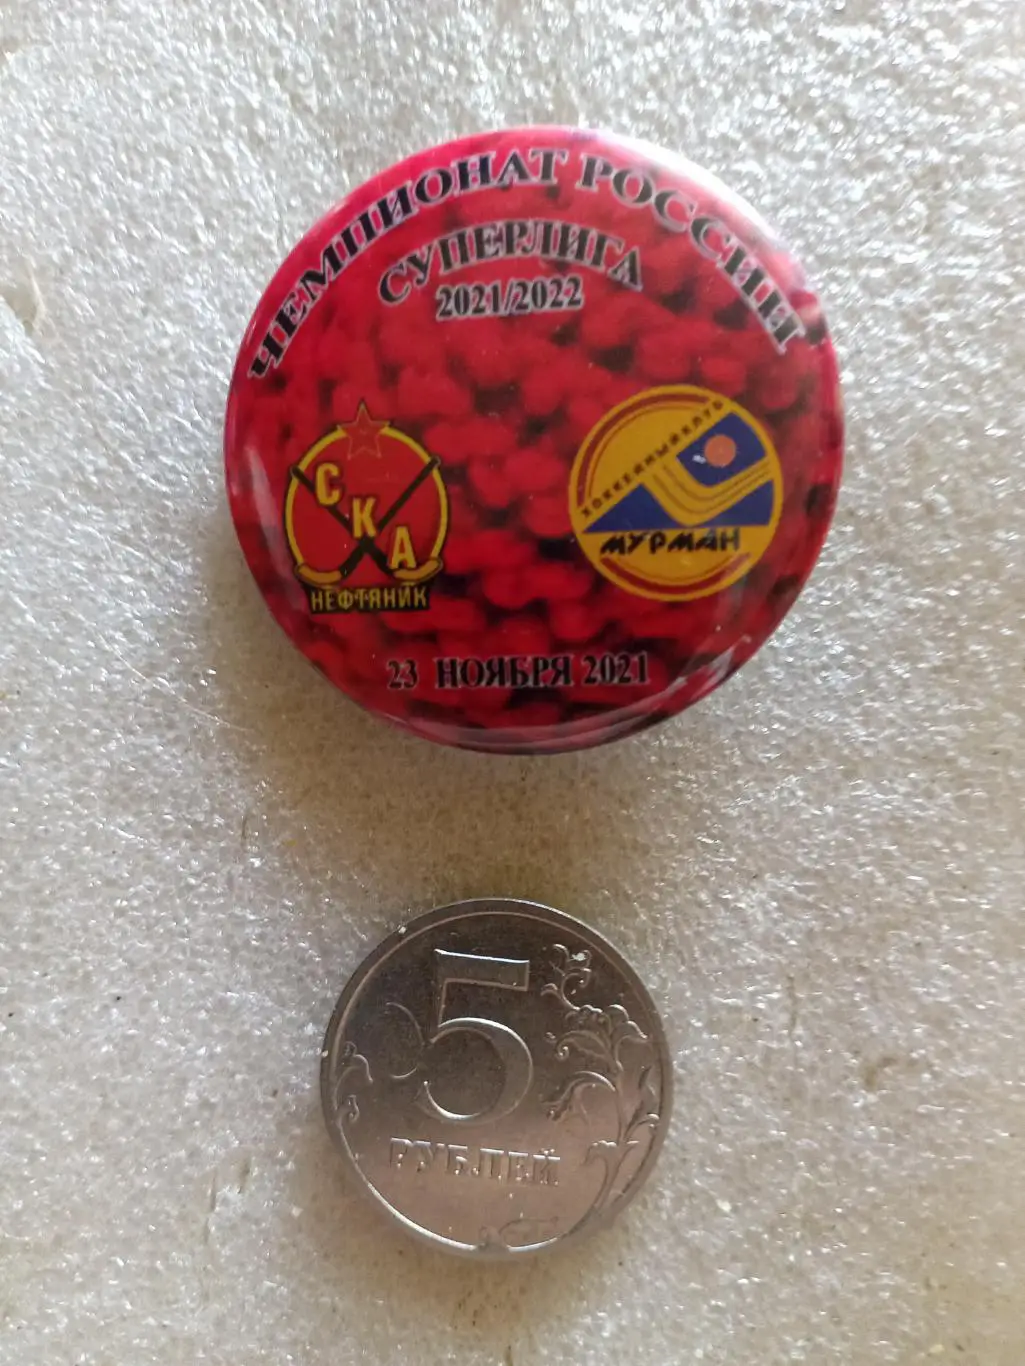 ЧЕМПИОНАТ РОССИИ
СУПЕРЛИГА
2021/2022
СКА
НЕФТЯНИК
ХОККЕЙНЫЙ КЛУБ
МУРМАН
23 НОЯБРЯ 2021
5
РУБЛЕЙ